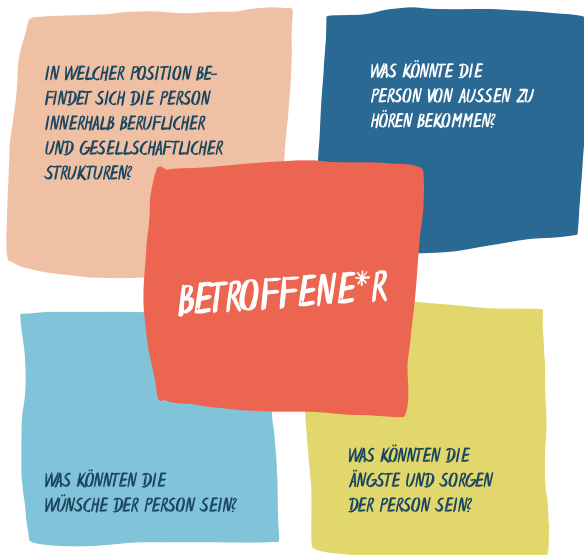 IN WELCHER POSITION BE-
FINDET SICH DIE PERSON
INNERHALB BERUFLICHER
UND GESELLSCHAFTLICHER
STRUKTUREN?
WAS KÖNNTE DIE
PERSON VON AUSSEN ZU
HÖREN BEKOMMEN?
BETROFFENE*R
WAS KÖNNTEN DIE
WÜNSCHE DER PERSON SEIN?
WAS KÖNNTEN DIE
ÄNGSTE UND SORGEN
DER PERSON SEIN?